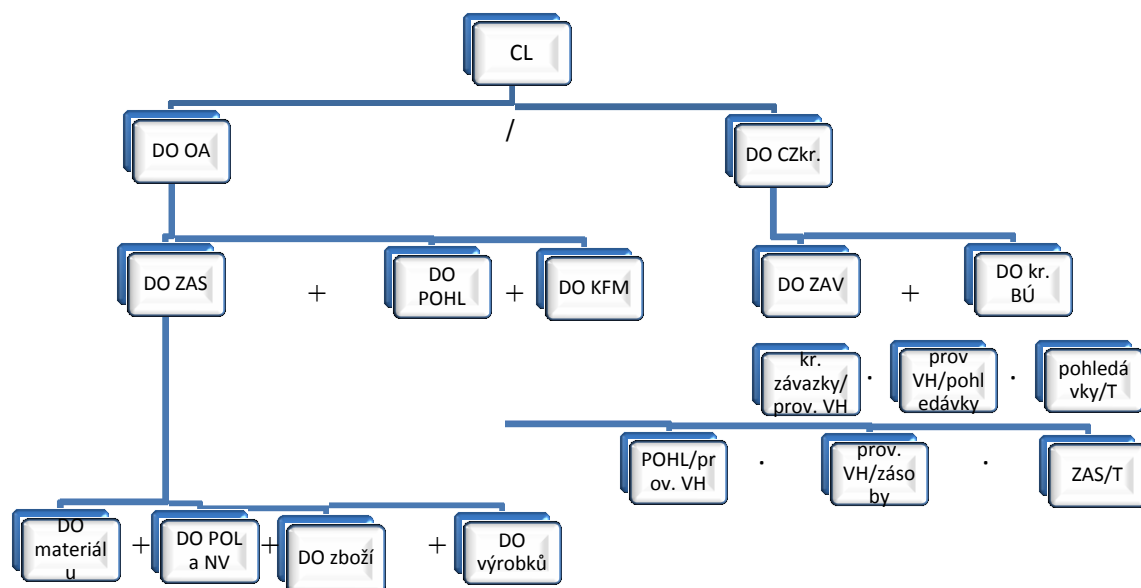 CL
/
DO OA
DO CZkr.
DO ZAS
+
DO
POHL
+
DO KFM
DO ZAV
+
DO kr.
BÚ
kr.
závazky/
prov. VH
.
prov
VH/pohl
edávky
.
pohledá
vky/T
POHL/pr
ov. VH
.
prov.
VH/záso
by
.
ZAS/T
DO
materiál
u
+
DO POL
a NV
+
DO zboží
+
DO
výrobků